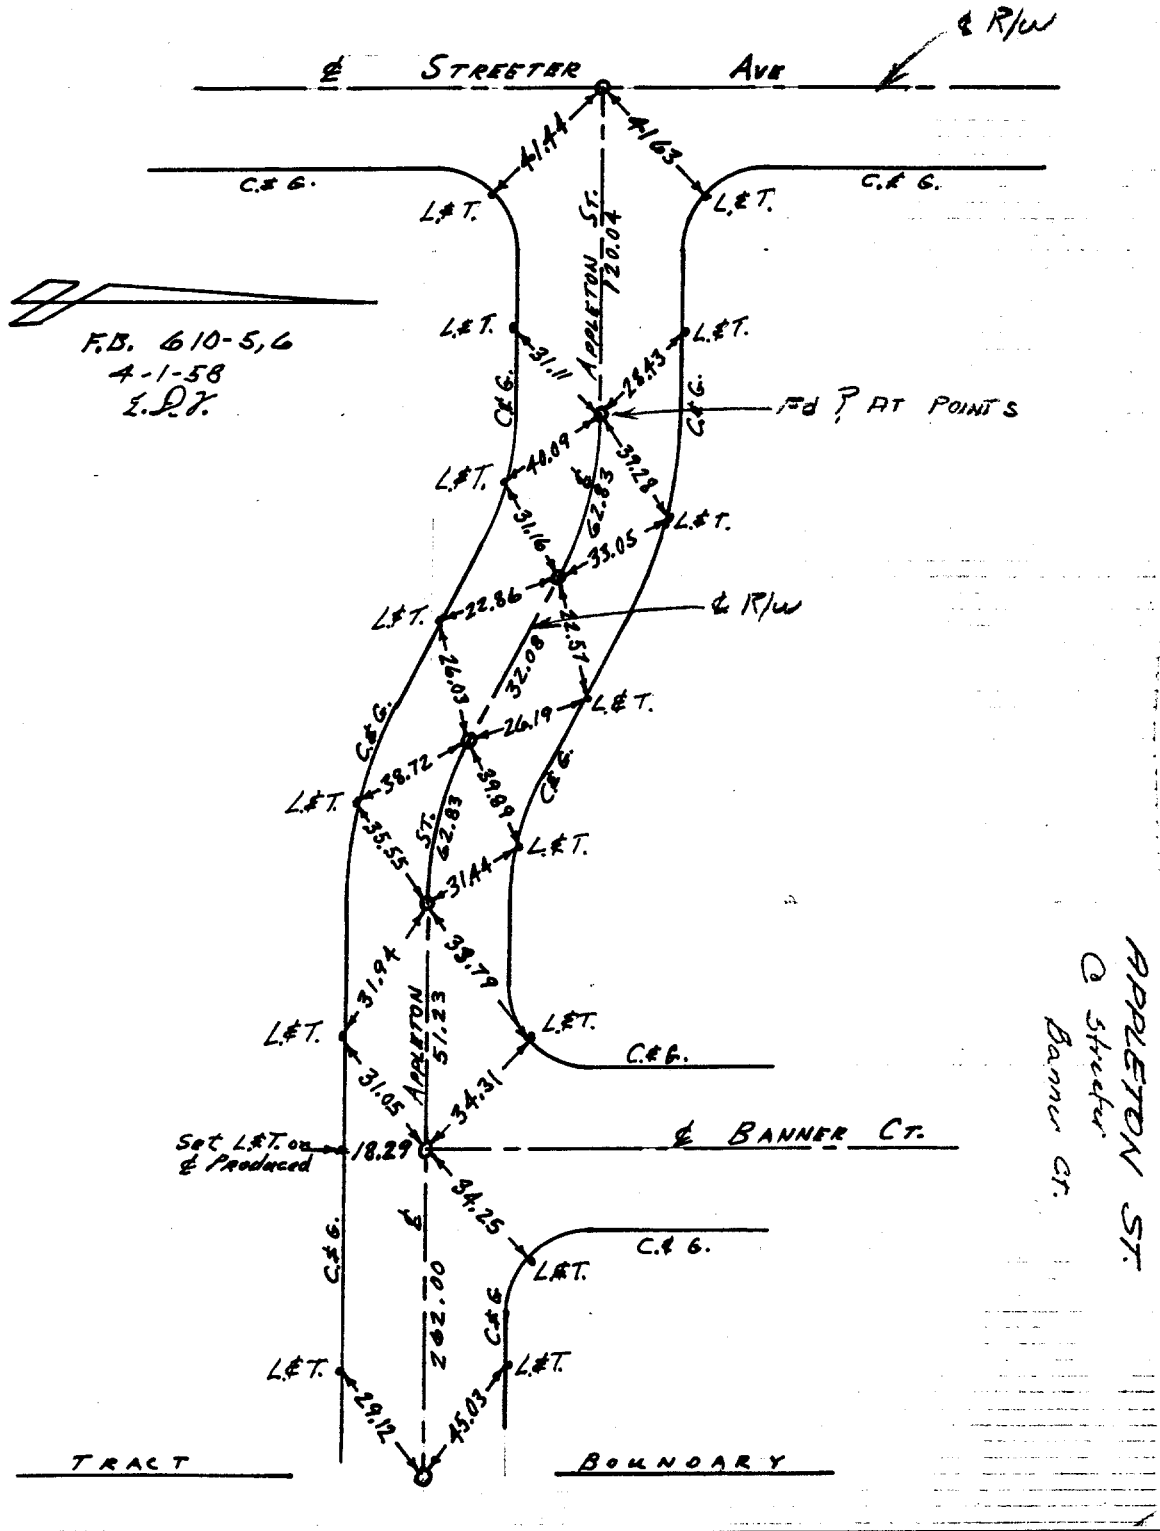 ℄ R/W
℄ STREETER AVE
41.44
41.63
C.& G.
C.& G.
L.& T.
L.& T.
APPLETON ST.
120.04
F.B. 610-5,6
4-1-58
L.& T.
L.& T.
31.11
28.43
C.& G.
C.& G.
Fd ? AT POINTS
40.09
39.28
℄
62.83
L.& T.
L.& T.
31.16
33.05
22.86
℄ R/W
L.& T.
22.57
26.03
32.08
26.19
L.& T.
C.& G.
38.72
39.89
C.& G.
L.& T.
ST.
62.83
35.55
L.& T.
31.44
31.94
38.79
APPLETON
51.23
L.& T.
L.& T.
C.& G.
31.05
34.31
Set L.& T. on
℄ Produced
18.29
℄ BANNER CT.
34.25
℄
262.00
C.& G.
C.& G.
L.& T.
C.& G
L.& T.
L.& T.
29.12
45.03
TRACT BOUNDARY
APPLETON ST.
@ Streeter
Banner Ct.